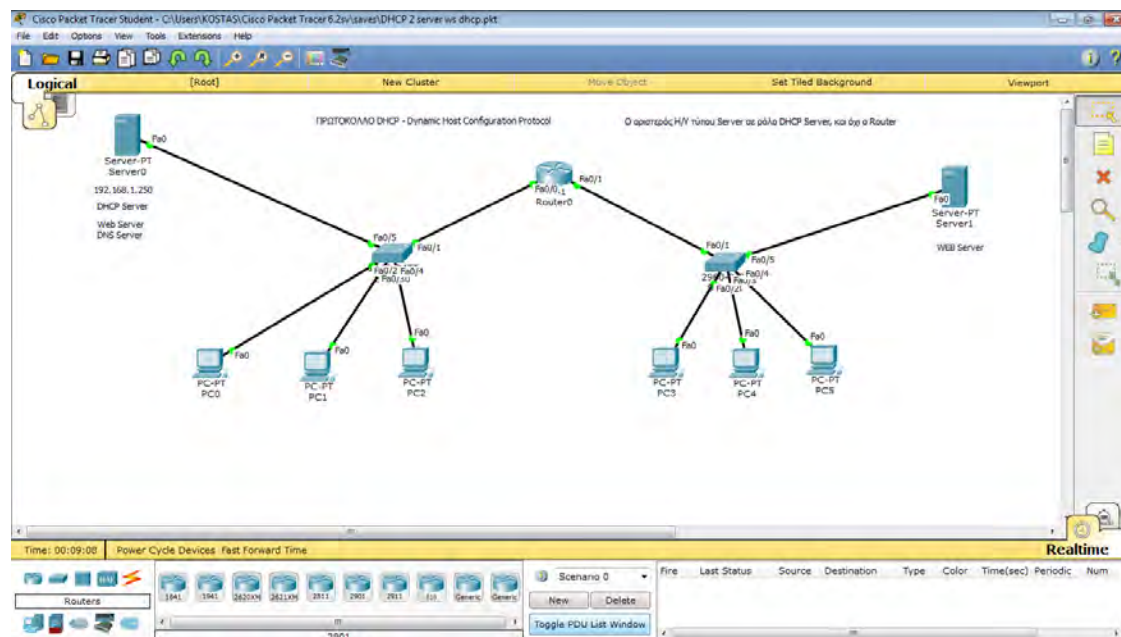 Cisco Packet Tracer Student - C:\Users\KOSTAS\Cisco Packet Tracer 6.2sv\saves\DHCP 2 server ws dhcp.pkt
File Edit Options View Tools Extensions Help
Logical [Root] New Cluster Move Object Set Tiled Background Viewport
ΠΡΩΤΟΚΟΛΛΟ DHCP - Dynamic Host Configuration Protocol
Ο αριστερός Η/Υ τύπου Server σε ρόλο DHCP Server, και όχι ο Router
Fa0
Server-PT
Server0
192.168.1.250
DHCP Server
Web Server
DNS Server
Fa0/0
Fa0/1
Router0
Fa0
Server-PT
Server1
WEB Server
Fa0/5
Fa0/1
Fa0/2
Fa0/4
Fa0/1
Fa0/5
Fa0/4
Fa0
PC-PT
PC0
Fa0
PC-PT
PC1
Fa0
PC-PT
PC2
Fa0
PC-PT
PC3
Fa0
PC-PT
PC4
Fa0
PC-PT
PC5
Time: 00:09:08 Power Cycle Devices Fast Forward Time
Realtime
Routers
1841 1941 2620XM 2621XM 2811 2901 2911 Generic Generic
2901
Scenario 0
New Delete
Toggle PDU List Window
Fire Last Status Source Destination Type Color Time(sec) Periodic Num